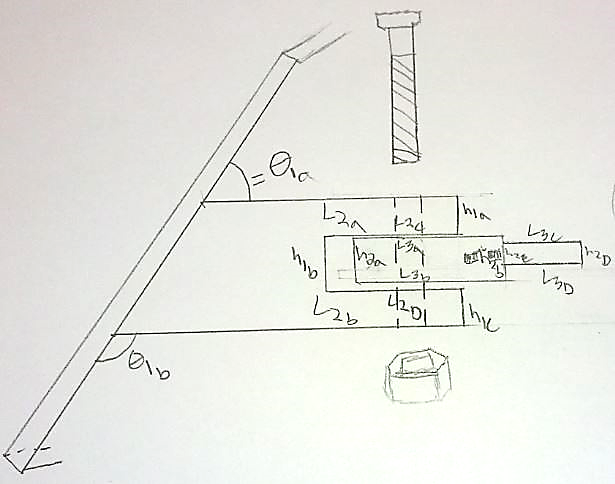 = θ1a
L2a
L2c
h1a
h1b
h2a
L3a
L3b
L3c
h2D
L3D
L2b
L2D
h1c
θ1b